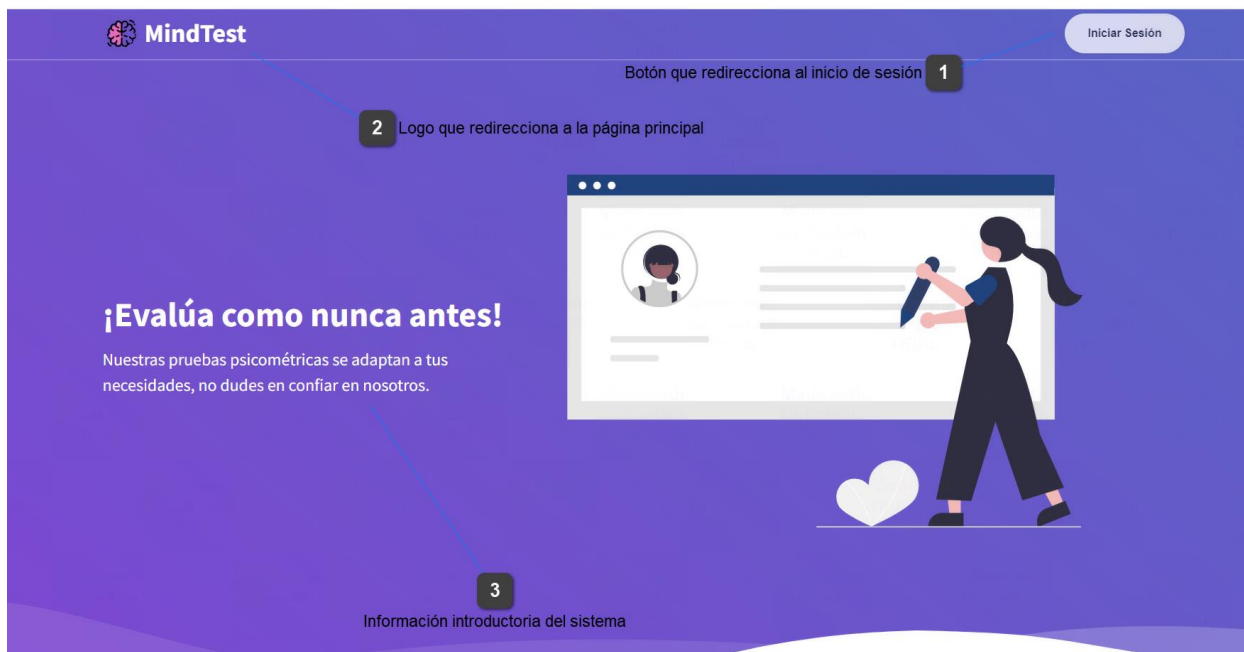 MindTest
Iniciar Sesión
Botón que redirecciona al inicio de sesión 1
2 Logo que redirecciona a la página principal
¡Evalúa como nunca antes!
Nuestras pruebas psicométricas se adaptan a tus
necesidades, no dudes en confiar en nosotros.
3
Información introductoria del sistema